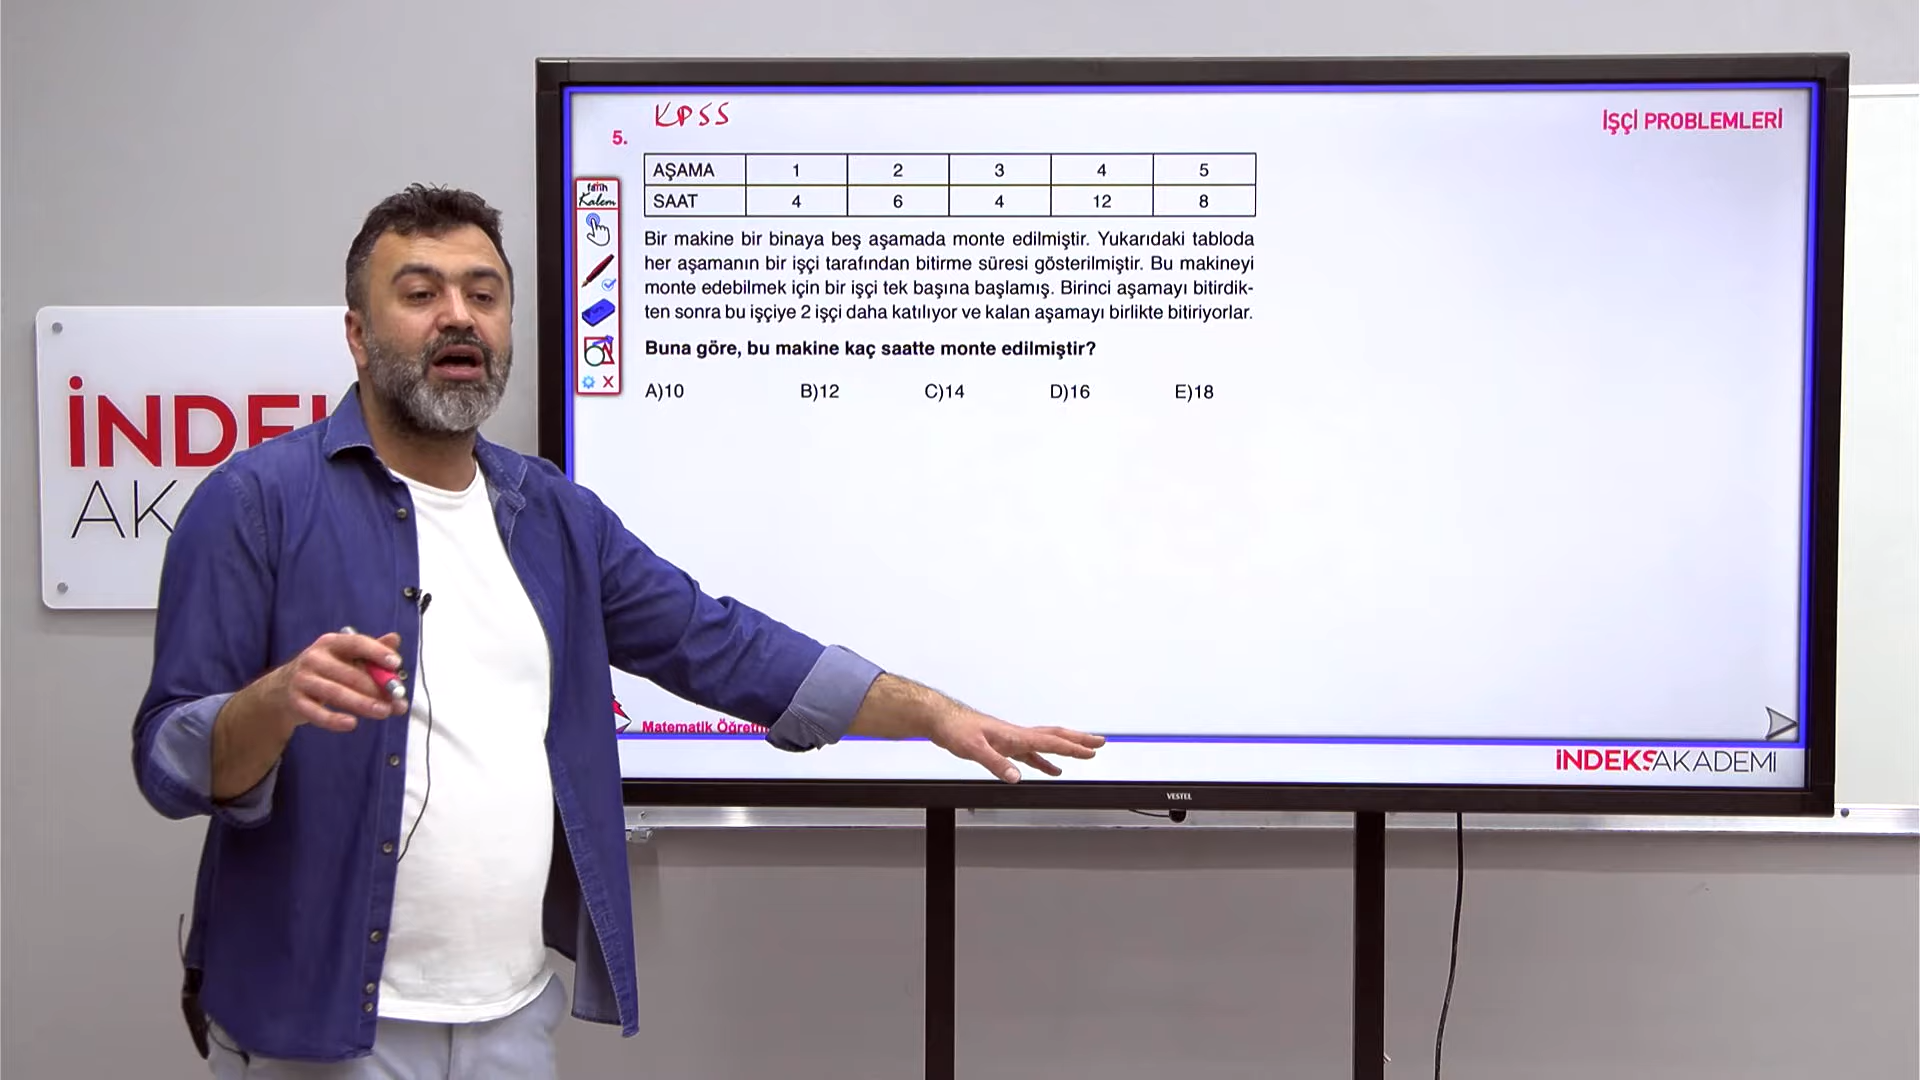 KPSS
İŞÇİ PROBLEMLERİ
5.
AŞAMA 1 2 3 4 5
SAAT 4 6 4 12 8
fatih
Kalem
Bir makine bir binaya beş aşamada monte edilmiştir. Yukarıdaki tabloda
her aşamanın bir işçi tarafından bitirme süresi gösterilmiştir. Bu makineyi
monte edebilmek için bir işçi tek başına başlamış. Birinci aşamayı bitirdik-
ten sonra bu işçiye 2 işçi daha katılıyor ve kalan aşamayı birlikte bitiriyorlar.
Buna göre, bu makine kaç saatte monte edilmiştir?
A)10 B)12 C)14 D)16 E)18
İNDE
AK
Matematik
İNDEKSAKADEMİ
VESTEL